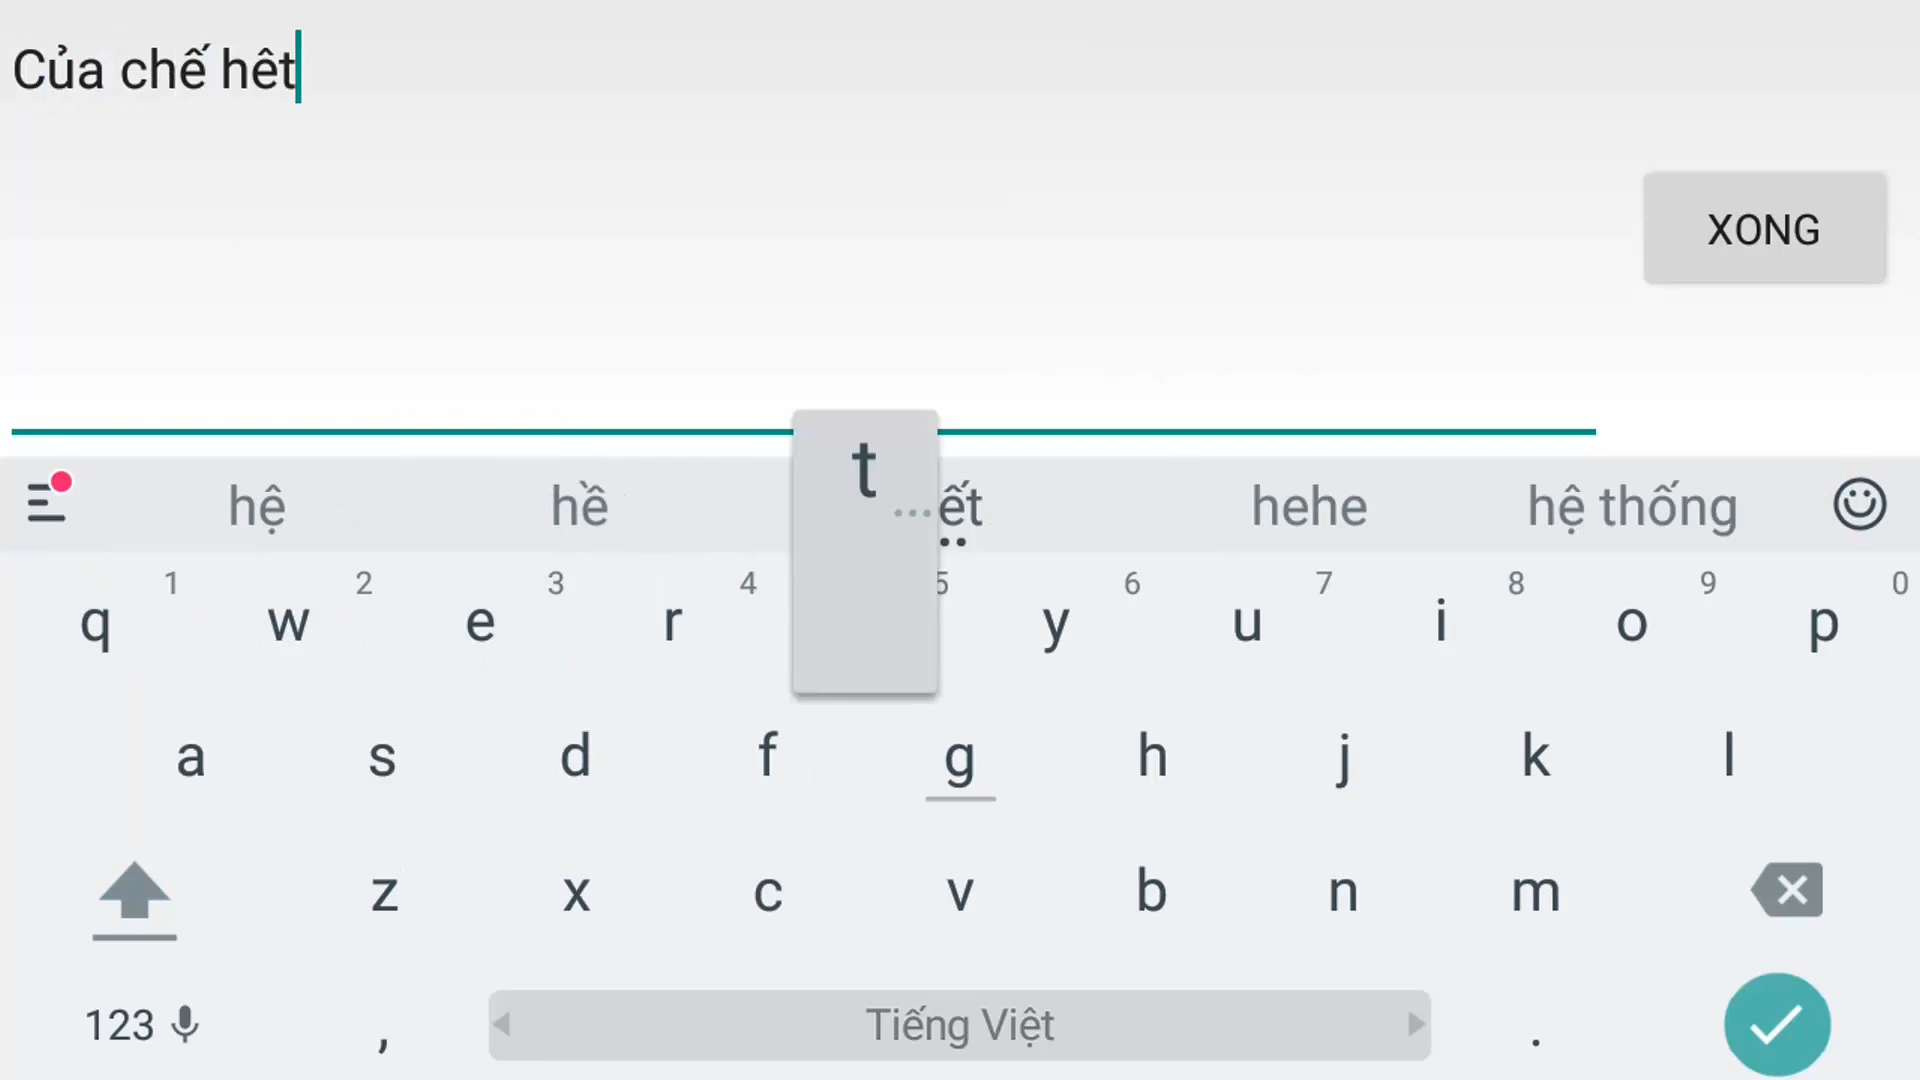 Của chế hêt
XONG
hệ hề ết hehe hệ thống
t
1 2 3 4 5 6 7 8 9 0
q w e r y u i o p
a s d f g h j k l
z x c v b n m
123 , Tiếng Việt .